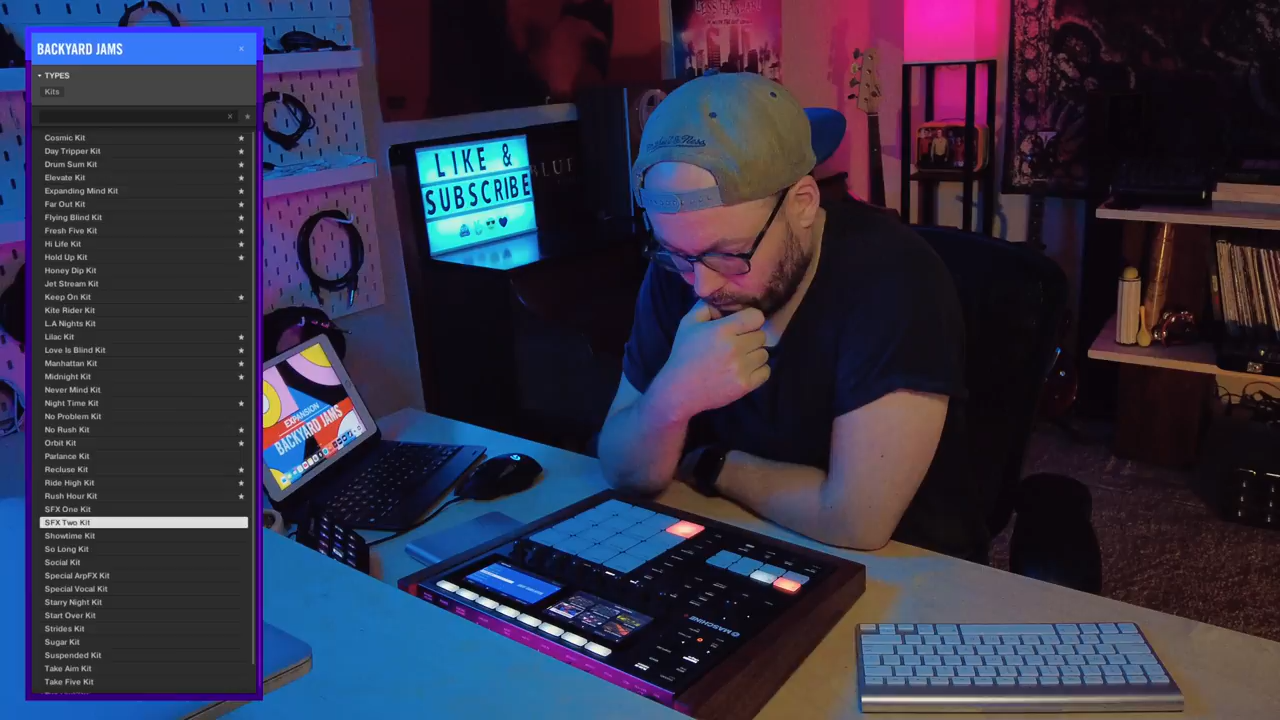 BACKYARD JAMS
TYPES
Kits
Cosmic Kit
Day Tripper Kit
Drum Sum Kit
Elevate Kit
Expanding Mind Kit
Far Out Kit
Flying Blind Kit
Fresh Five Kit
Hi Life Kit
Hold Up Kit
Honey Dip Kit
Jet Stream Kit
Keep On Kit
Kite Rider Kit
L.A Nights Kit
Lilac Kit
Love Is Blind Kit
Manhattan Kit
Midnight Kit
Never Mind Kit
Night Time Kit
No Problem Kit
No Rush Kit
Orbit Kit
Parlance Kit
Recluse Kit
Ride High Kit
Rush Hour Kit
SFX One Kit
SFX Two Kit
Showtime Kit
So Long Kit
Social Kit
Special ArpFX Kit
Special Vocal Kit
Starry Night Kit
Start Over Kit
Strides Kit
Sugar Kit
Suspended Kit
Take Aim Kit
Take Five Kit
LIKE &
SUBSCRIBE
BLUE
EXPANSION
BACKYARD JAMS
MASCHINE